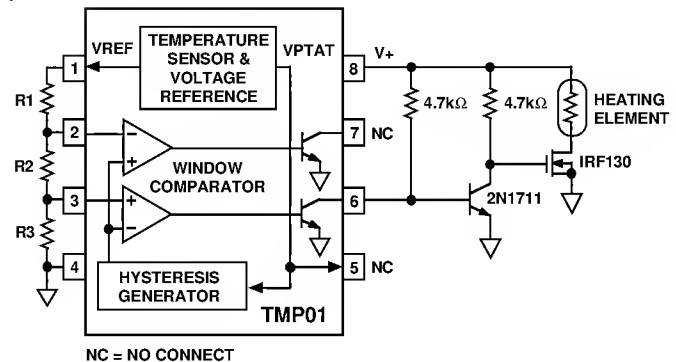 VREF
TEMPERATURE
SENSOR &
VOLTAGE
REFERENCE
VPTAT
1
8
V+
R1
4.7kΩ
4.7kΩ
HEATING
ELEMENT
2
–
+
7
NC
R2
WINDOW
COMPARATOR
IRF130
3
+
–
6
2N1711
R3
4
5
NC
HYSTERESIS
GENERATOR
TMP01
NC = NO CONNECT